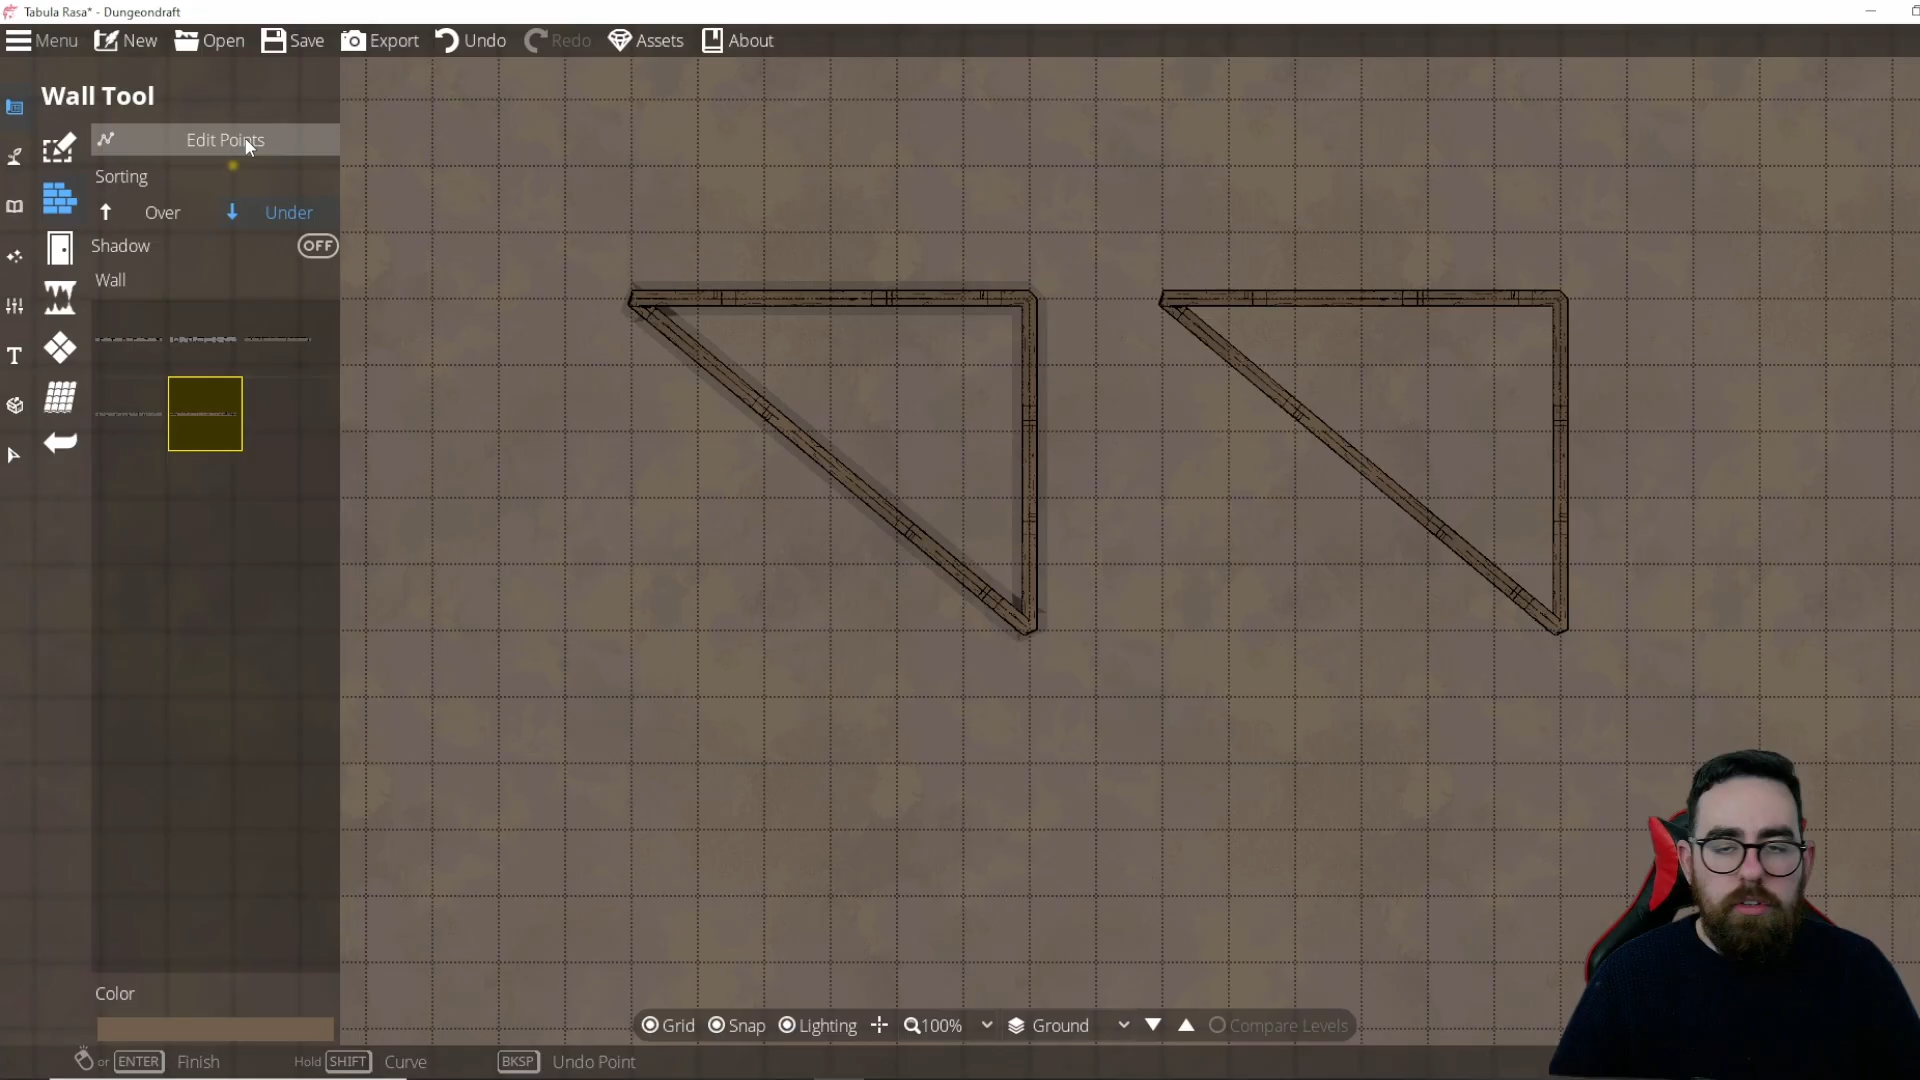 Tabula Rasa* - Dungeondraft
Menu New Open Save Export Undo Redo Assets About
Wall Tool
Edit Points
Sorting
Over Under
Shadow OFF
Wall
T
Color
Grid Snap Lighting 100% Ground Compare Levels
or ENTER Finish Hold SHIFT Curve BKSP Undo Point